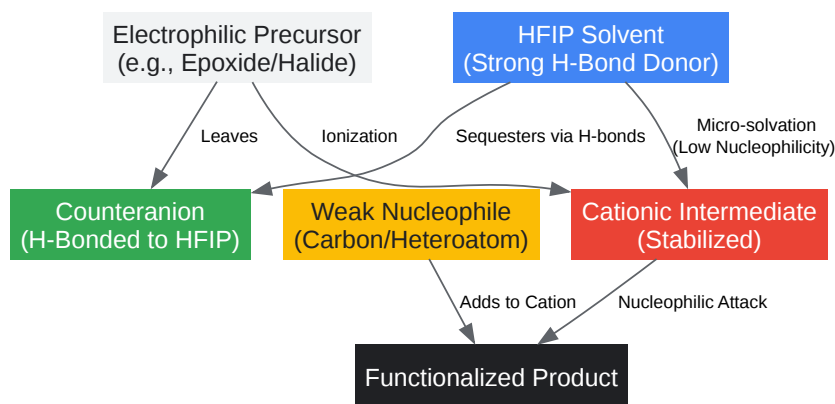 Electrophilic Precursor
(e.g., Epoxide/Halide)
HFIP Solvent
(Strong H-Bond Donor)
Leaves
Ionization
Sequesters via H-bonds
Micro-solvation
(Low Nucleophilicity)
Counteranion
(H-Bonded to HFIP)
Weak Nucleophile
(Carbon/Heteroatom)
Cationic Intermediate
(Stabilized)
Adds to Cation
Nucleophilic Attack
Functionalized Product